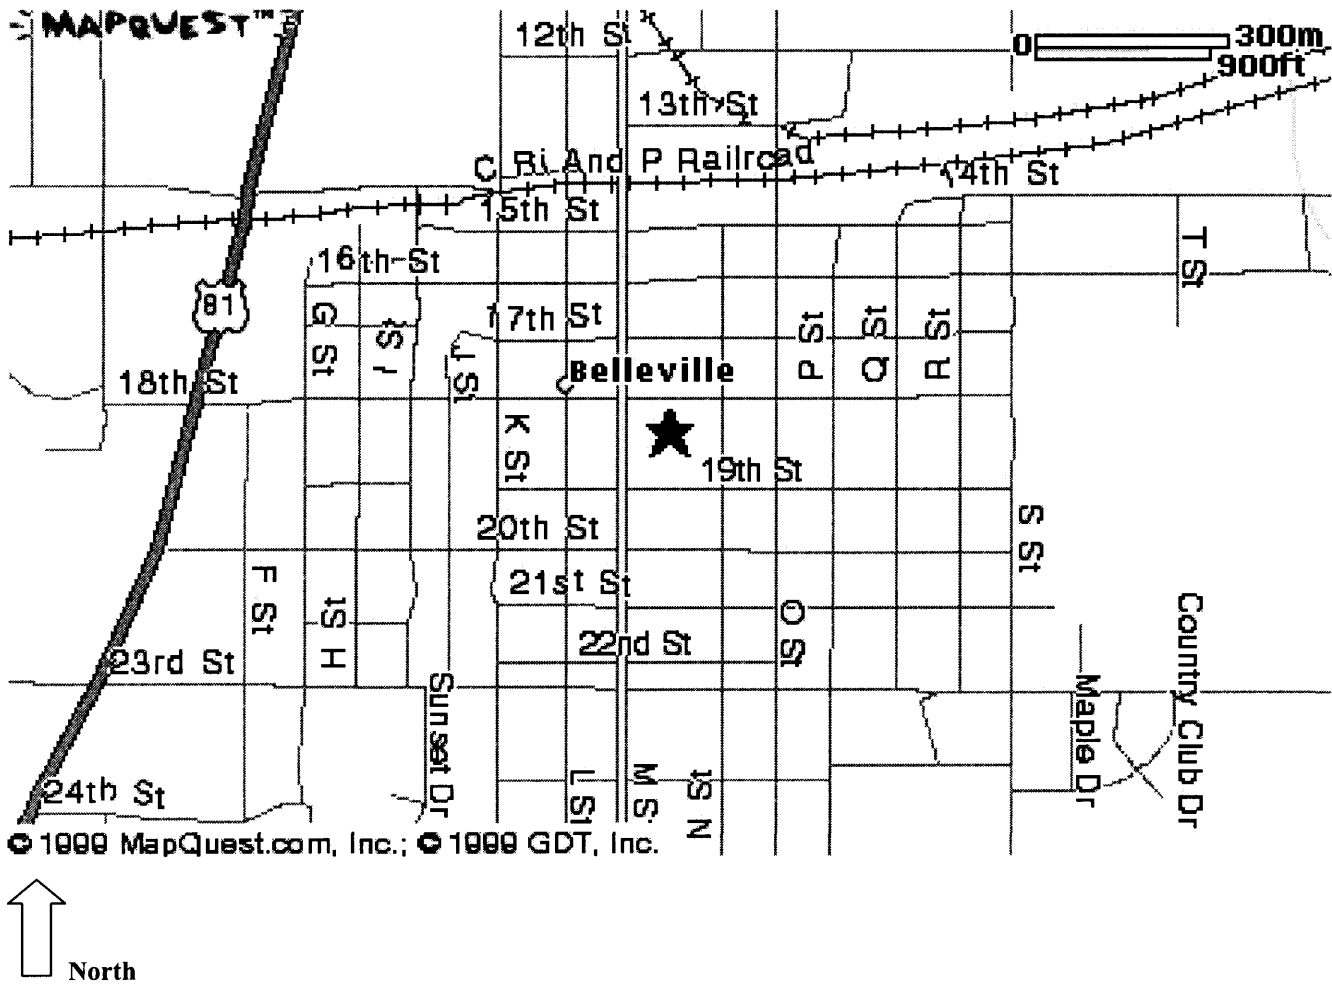 MAPQUEST™
12th St
0 300m
900ft
13th St
C Ri And P Railroad
14th St
15th St
16th St
T St
81
G St
I St
17th St
P St
Q St
R St
J St
Belleville
18th St
K St
19th St
S St
20th St
F St
21st St
H St
O St
Country Club Dr
22nd St
23rd St
Sunset Dr
Maple Dr
L St
M S
N St
24th St
© 1999 MapQuest.com, Inc.; © 1999 GDT, Inc.
North